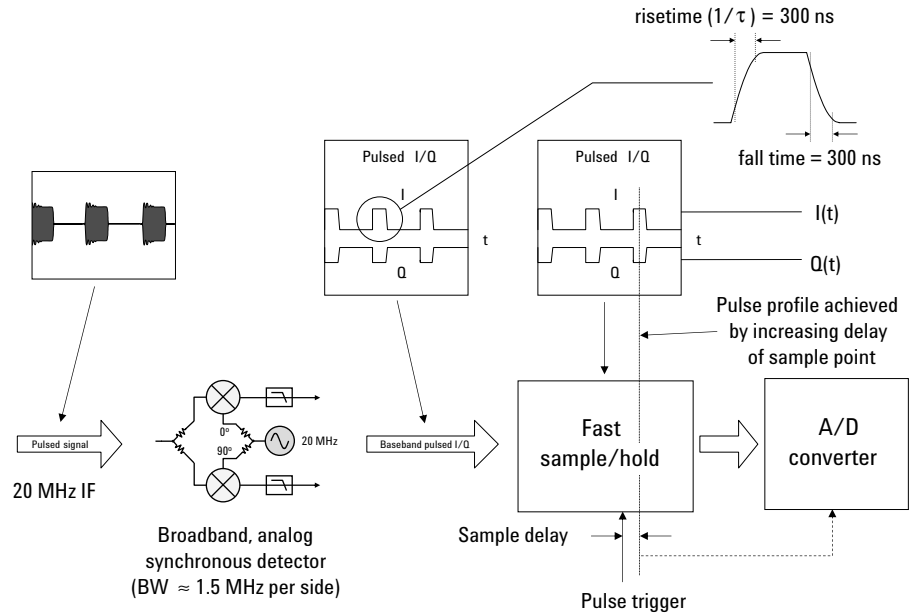 risetime (1/τ) = 300 ns
fall time = 300 ns
Pulsed I/Q
I
Q
t
Pulsed I/Q
I
Q
t
I(t)
Q(t)
Pulse profile achieved
by increasing delay
of sample point
Pulsed signal
20 MHz IF
0°
90°
20 MHz
Broadband, analog
synchronous detector
(BW ≈ 1.5 MHz per side)
Baseband pulsed I/Q
Fast
sample/hold
A/D
converter
Sample delay
Pulse trigger